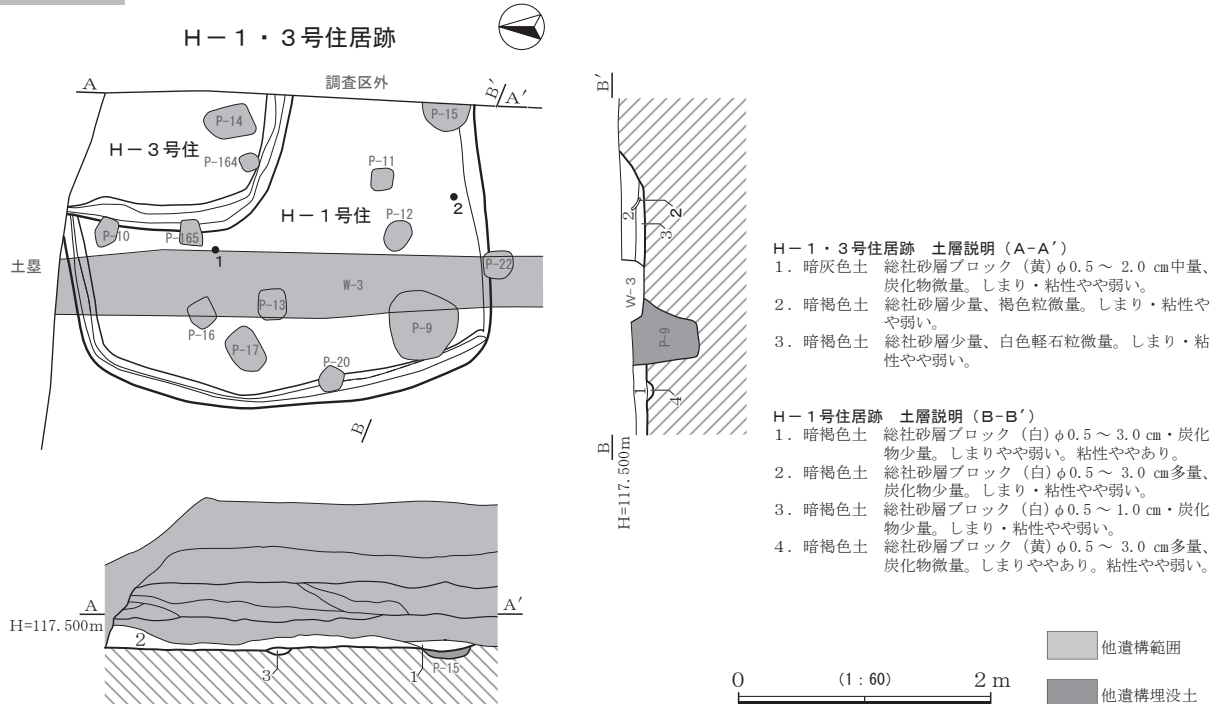 H－1・3号住居跡
A
調査区外
B′
A′
P-15
P-14
H－3号住
P-164
P-11
2
H－1号住
P-12
P-10
P-165
1
土塁
W-3
P-22
P-13
P-16
P-9
P-17
P-20
B
A
A′
H=117.500m
2
3
1
P-15
B′
2
2
3
W-3
P-9
1
4
B
H=117.500m
H－1・3号住居跡　土層説明（A-A′）
1．暗灰色土　総社砂層ブロック（黄）φ0.5～2.0㎝中量、
炭化物微量。しまり・粘性やや弱い。
2．暗褐色土　総社砂層少量、褐色粒微量。しまり・粘性や
や弱い。
3．暗褐色土　総社砂層少量、白色軽石粒微量。しまり・粘
性やや弱い。
H－1号住居跡　土層説明（B-B′）
1．暗褐色土　総社砂層ブロック（白）φ0.5～3.0㎝・炭化
物少量。しまりやや弱い。粘性ややあり。
2．暗褐色土　総社砂層ブロック（白）φ0.5～3.0㎝多量、
炭化物少量。しまり・粘性やや弱い。
3．暗褐色土　総社砂層ブロック（白）φ0.5～1.0㎝・炭化
物少量。しまり・粘性やや弱い。
4．暗褐色土　総社砂層ブロック（黄）φ0.5～3.0㎝多量、
炭化物微量。しまりややあり。粘性やや弱い。
他遺構範囲
他遺構埋没土
0　（1：60）　2m